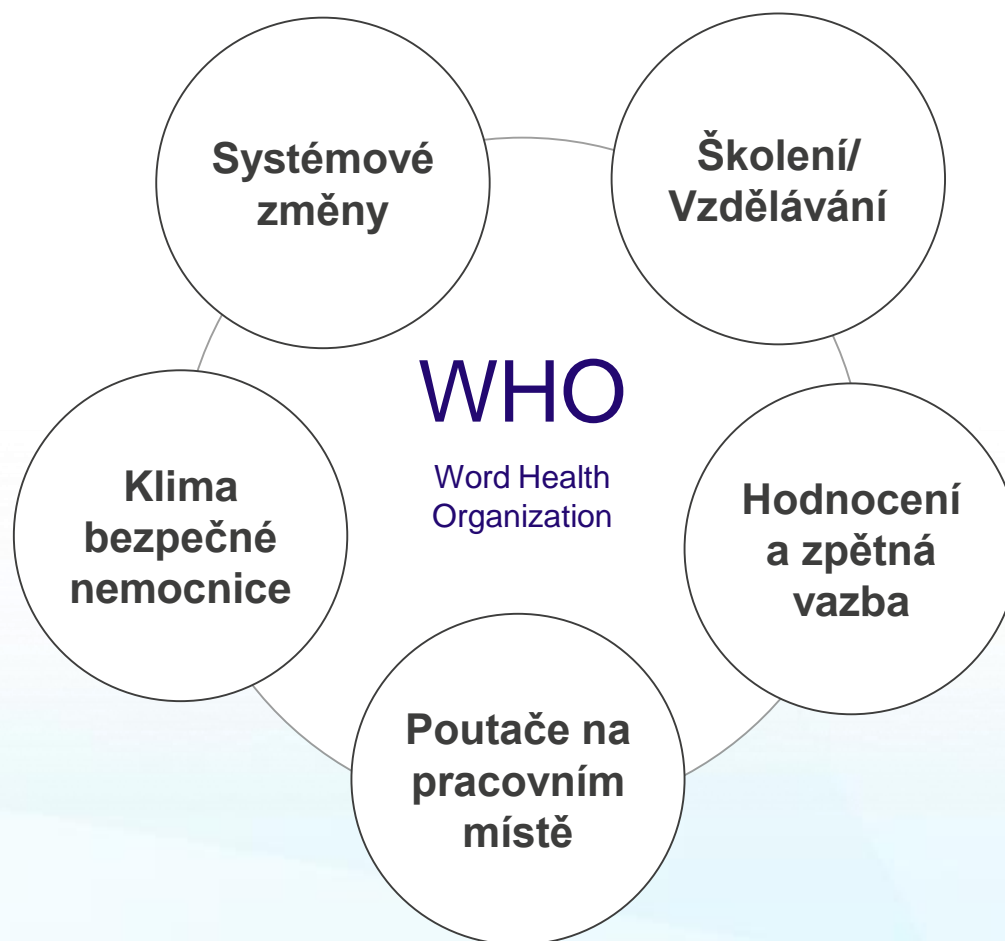 Systémové
změny
Školení/
Vzdělávání
WHO
Word Health
Organization
Klima
bezpečné
nemocnice
Hodnocení
a zpětná
vazba
Poutače na
pracovním
místě